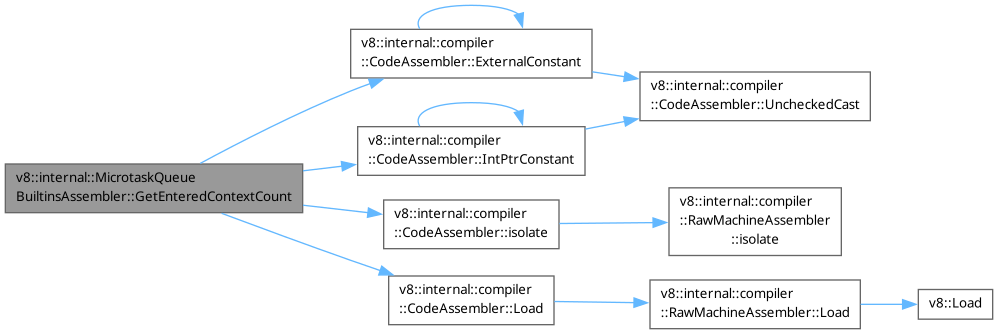 v8::internal::MicrotaskQueue
BuiltinsAssembler::GetEnteredContextCount
v8::internal::compiler
::CodeAssembler::ExternalConstant
v8::internal::compiler
::CodeAssembler::UncheckedCast
v8::internal::compiler
::CodeAssembler::IntPtrConstant
v8::internal::compiler
::CodeAssembler::isolate
v8::internal::compiler
::RawMachineAssembler
::isolate
v8::internal::compiler
::CodeAssembler::Load
v8::internal::compiler
::RawMachineAssembler::Load
v8::Load